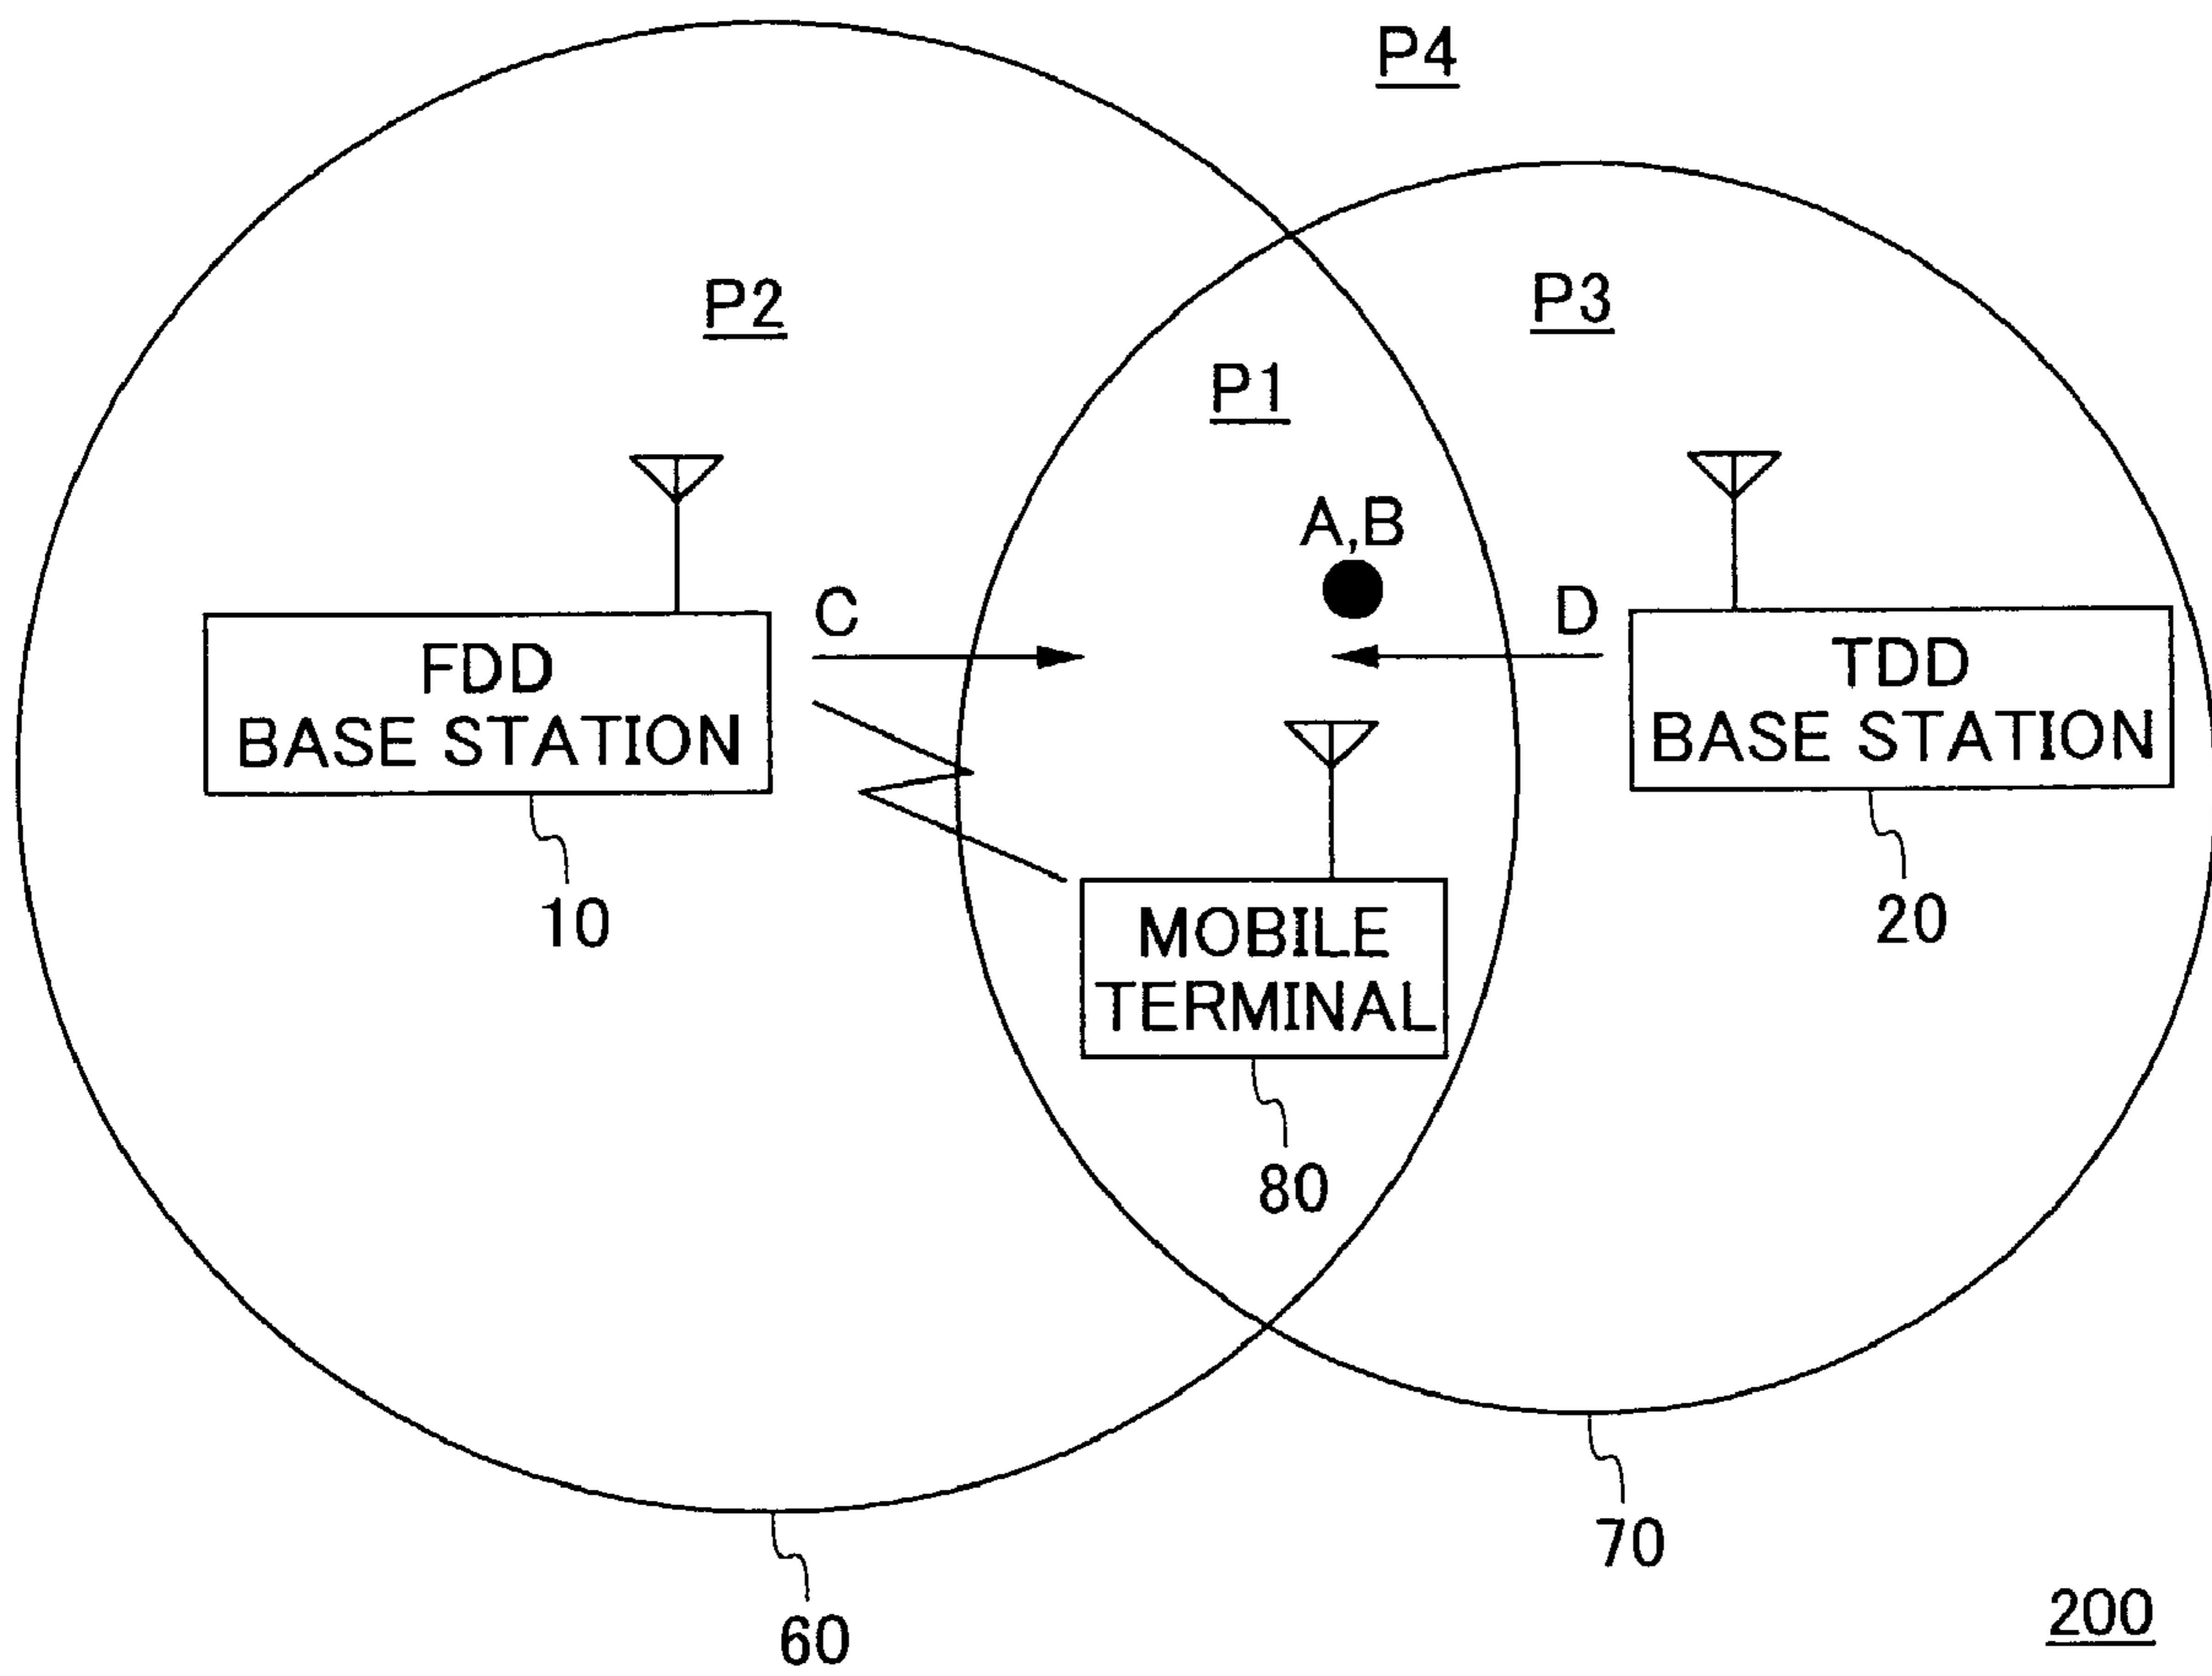 P4
P2
P3
P1
A,B
C
D
FDD
BASE STATION
TDD
BASE STATION
10
20
MOBILE
TERMINAL
80
70
60
200